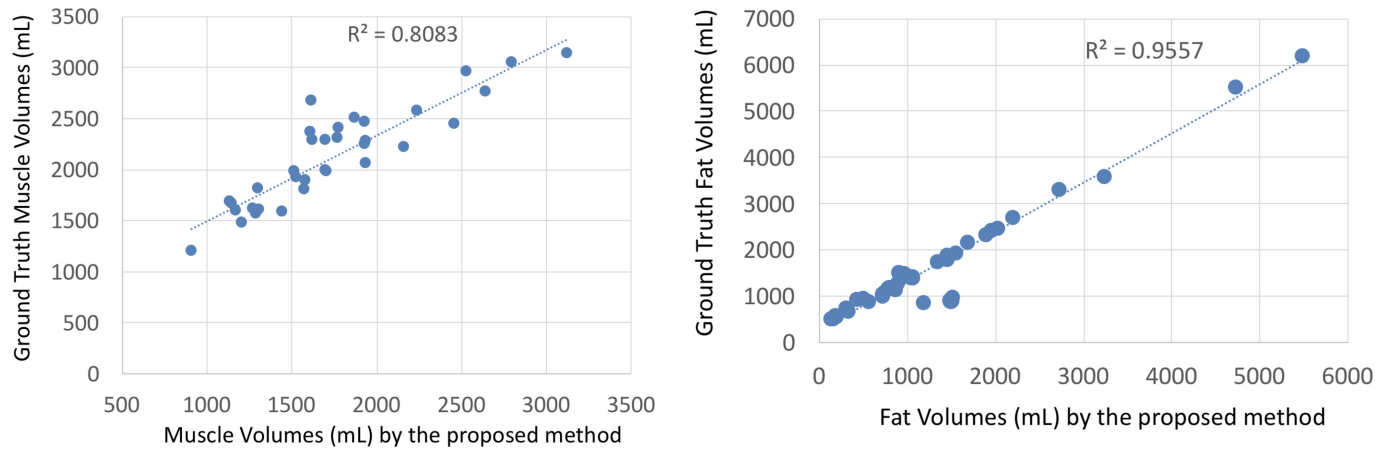 Ground Truth Muscle Volumes (mL)
3500
3000
2500
2000
1500
1000
500
0
R² = 0.8083
500 1000 1500 2000 2500 3000 3500
Muscle Volumes (mL) by the proposed method
Ground Truth Fat Volumes (mL)
7000
6000
5000
4000
3000
2000
1000
0
R² = 0.9557
0 1000 2000 3000 4000 5000 6000
Fat Volumes (mL) by the proposed method